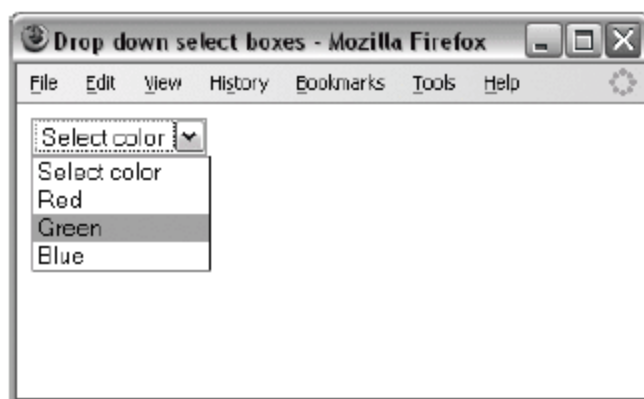 Drop down select boxes - Mozilla Firefox
File Edit View History Bookmarks Tools Help
Select color
Select color
Red
Green
Blue